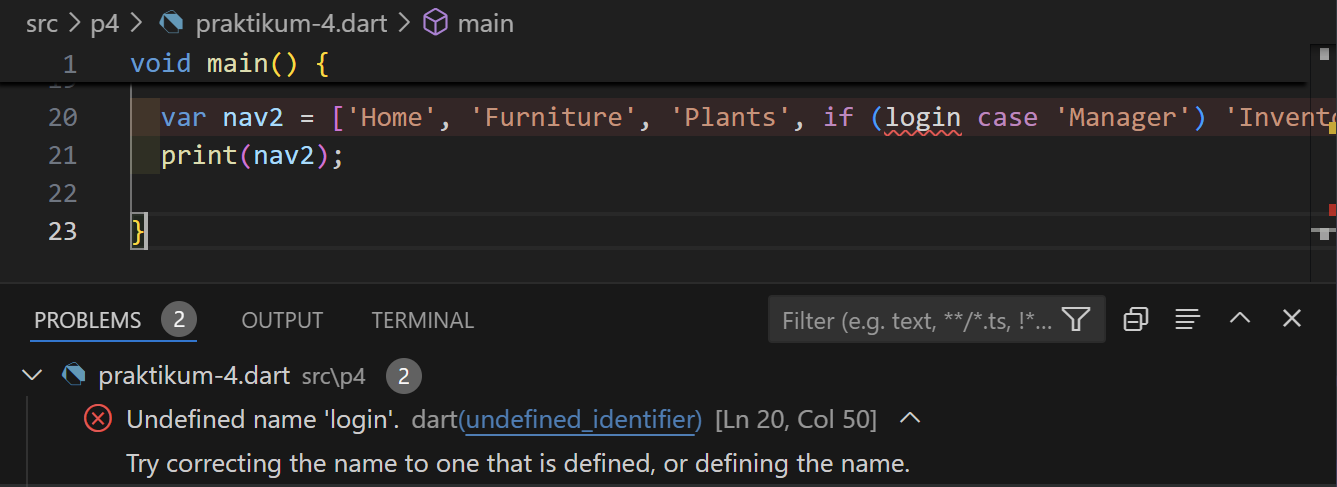 src > p4 > praktikum-4.dart > main
1 void main() {
20 var nav2 = ['Home', 'Furniture', 'Plants', if (login case 'Manager') 'Invent
21 print(nav2);
22
23 }
PROBLEMS 2 OUTPUT TERMINAL Filter (e.g. text, **/*.ts, !*...
praktikum-4.dart src\p4 2
Undefined name 'login'. dart(undefined_identifier) [Ln 20, Col 50]
Try correcting the name to one that is defined, or defining the name.